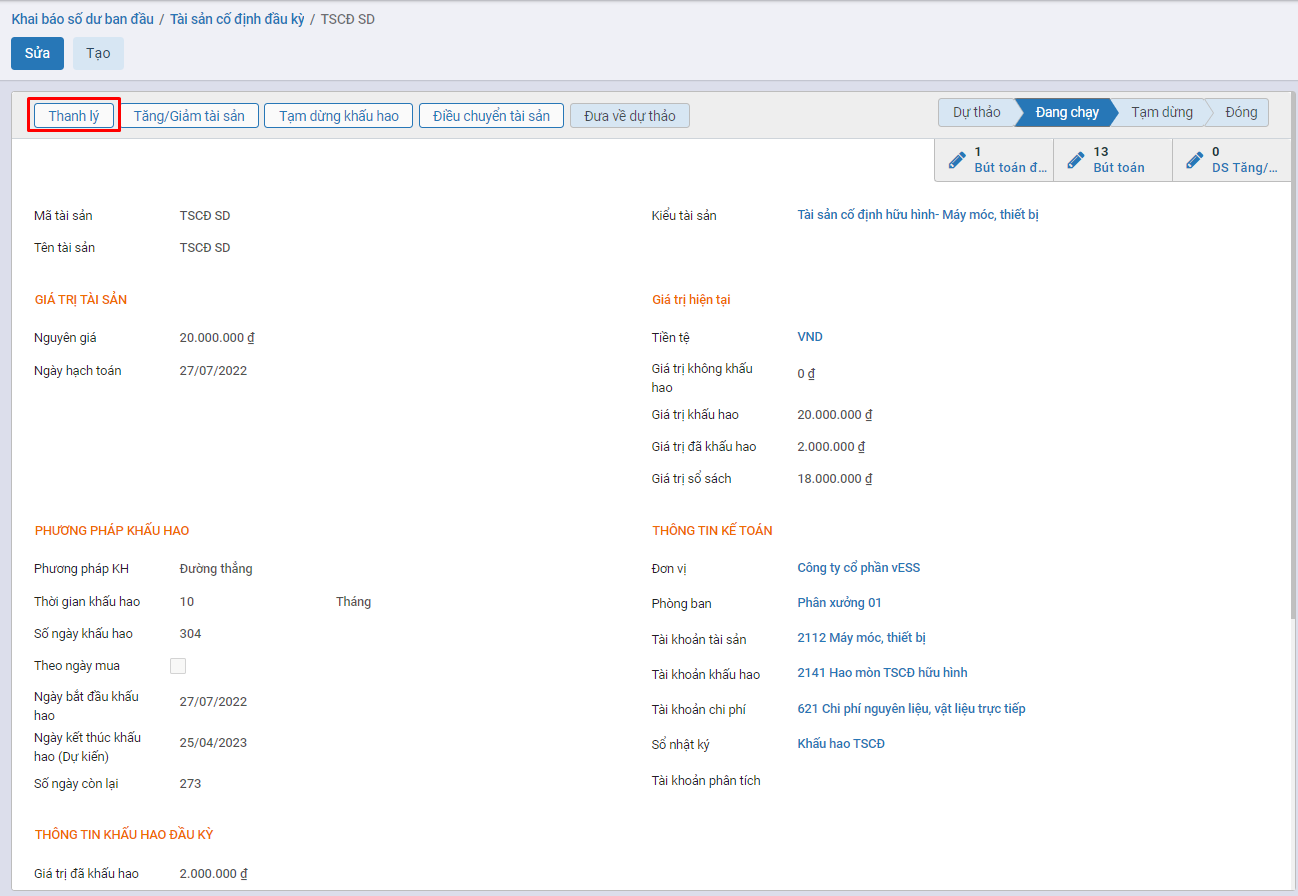 Khai báo số dư ban đầu / Tài sản cố định đầu kỳ / TSCĐ SD
Sửa Tạo
Thanh lý Tăng/Giảm tài sản Tạm dừng khấu hao Điều chuyển tài sản Đưa về dự thảo Dự thảo Đang chạy Tạm dừng Đóng
1 Bút toán đ...
13 Bút toán
0 DS Tăng/...
Mã tài sản TSCĐ SD
Tên tài sản TSCĐ SD
Kiểu tài sản Tài sản cố định hữu hình- Máy móc, thiết bị
GIÁ TRỊ TÀI SẢN
Nguyên giá 20.000.000 ₫
Ngày hạch toán 27/07/2022
Giá trị hiện tại
Tiền tệ VND
Giá trị không khấu
hao 0 ₫
Giá trị khấu hao 20.000.000 ₫
Giá trị đã khấu hao 2.000.000 ₫
Giá trị sổ sách 18.000.000 ₫
PHƯƠNG PHÁP KHẤU HAO
Phương pháp KH Đường thẳng
Thời gian khấu hao 10 Tháng
Số ngày khấu hao 304
Theo ngày mua
Ngày bắt đầu khấu
hao 27/07/2022
Ngày kết thúc khấu
hao (Dự kiến) 25/04/2023
Số ngày còn lại 273
THÔNG TIN KẾ TOÁN
Đơn vị Công ty cổ phần vESS
Phòng ban Phân xưởng 01
Tài khoản tài sản 2112 Máy móc, thiết bị
Tài khoản khấu hao 2141 Hao mòn TSCĐ hữu hình
Tài khoản chi phí 621 Chi phí nguyên liệu, vật liệu trực tiếp
Sổ nhật ký Khấu hao TSCĐ
Tài khoản phân tích
THÔNG TIN KHẤU HAO ĐẦU KỲ
Giá trị đã khấu hao 2.000.000 ₫